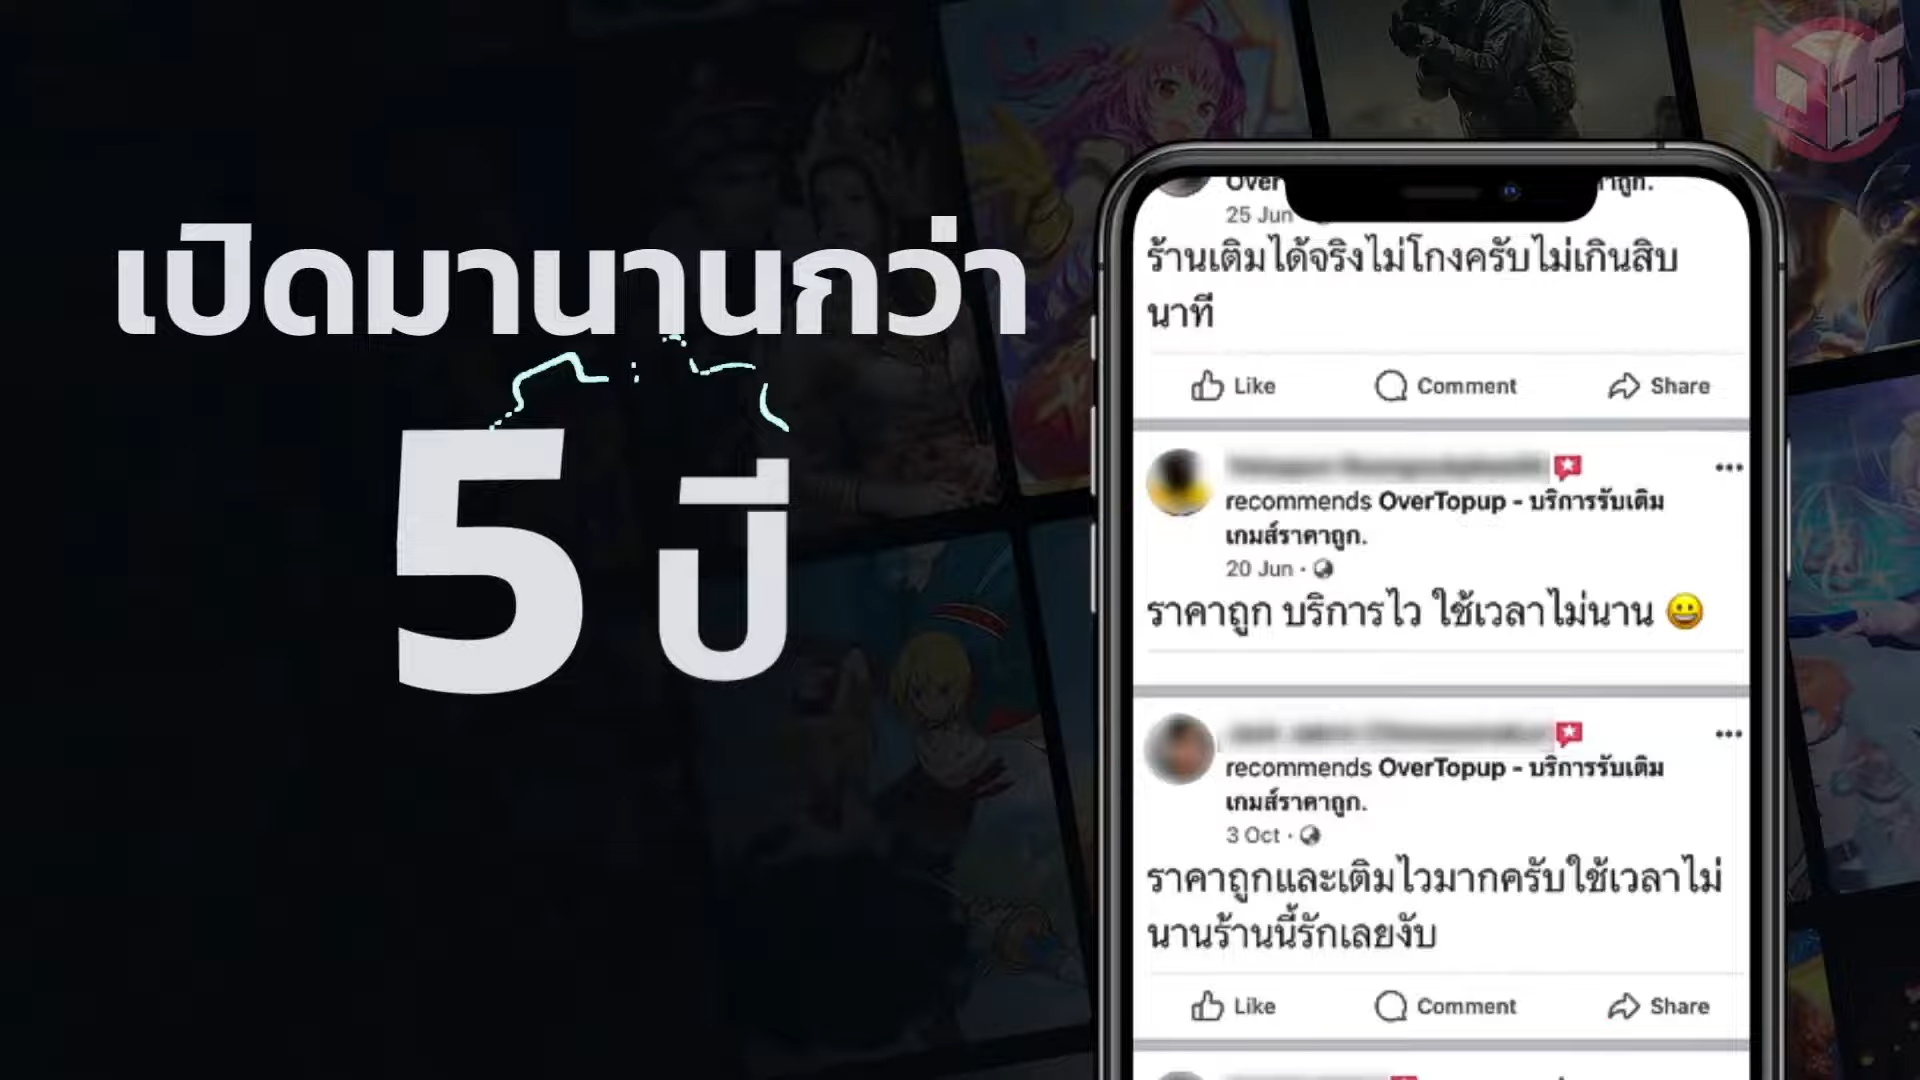 เปิดมานานกว่า
5 ปี
25 Jun
ร้านเติมได้จริงไม่โกงครับไม่เกินสิบ
นาที
Like Comment Share
recommends OverTopup - บริการรับเติม
เกมส์ราคาถูก.
20 Jun ·
ราคาถูก บริการไว ใช้เวลาไม่นาน 😀
recommends OverTopup - บริการรับเติม
เกมส์ราคาถูก.
3 Oct ·
ราคาถูกและเติมไวมากครับใช้เวลาไม่
นานร้านนี้รักเลยงับ
Like Comment Share